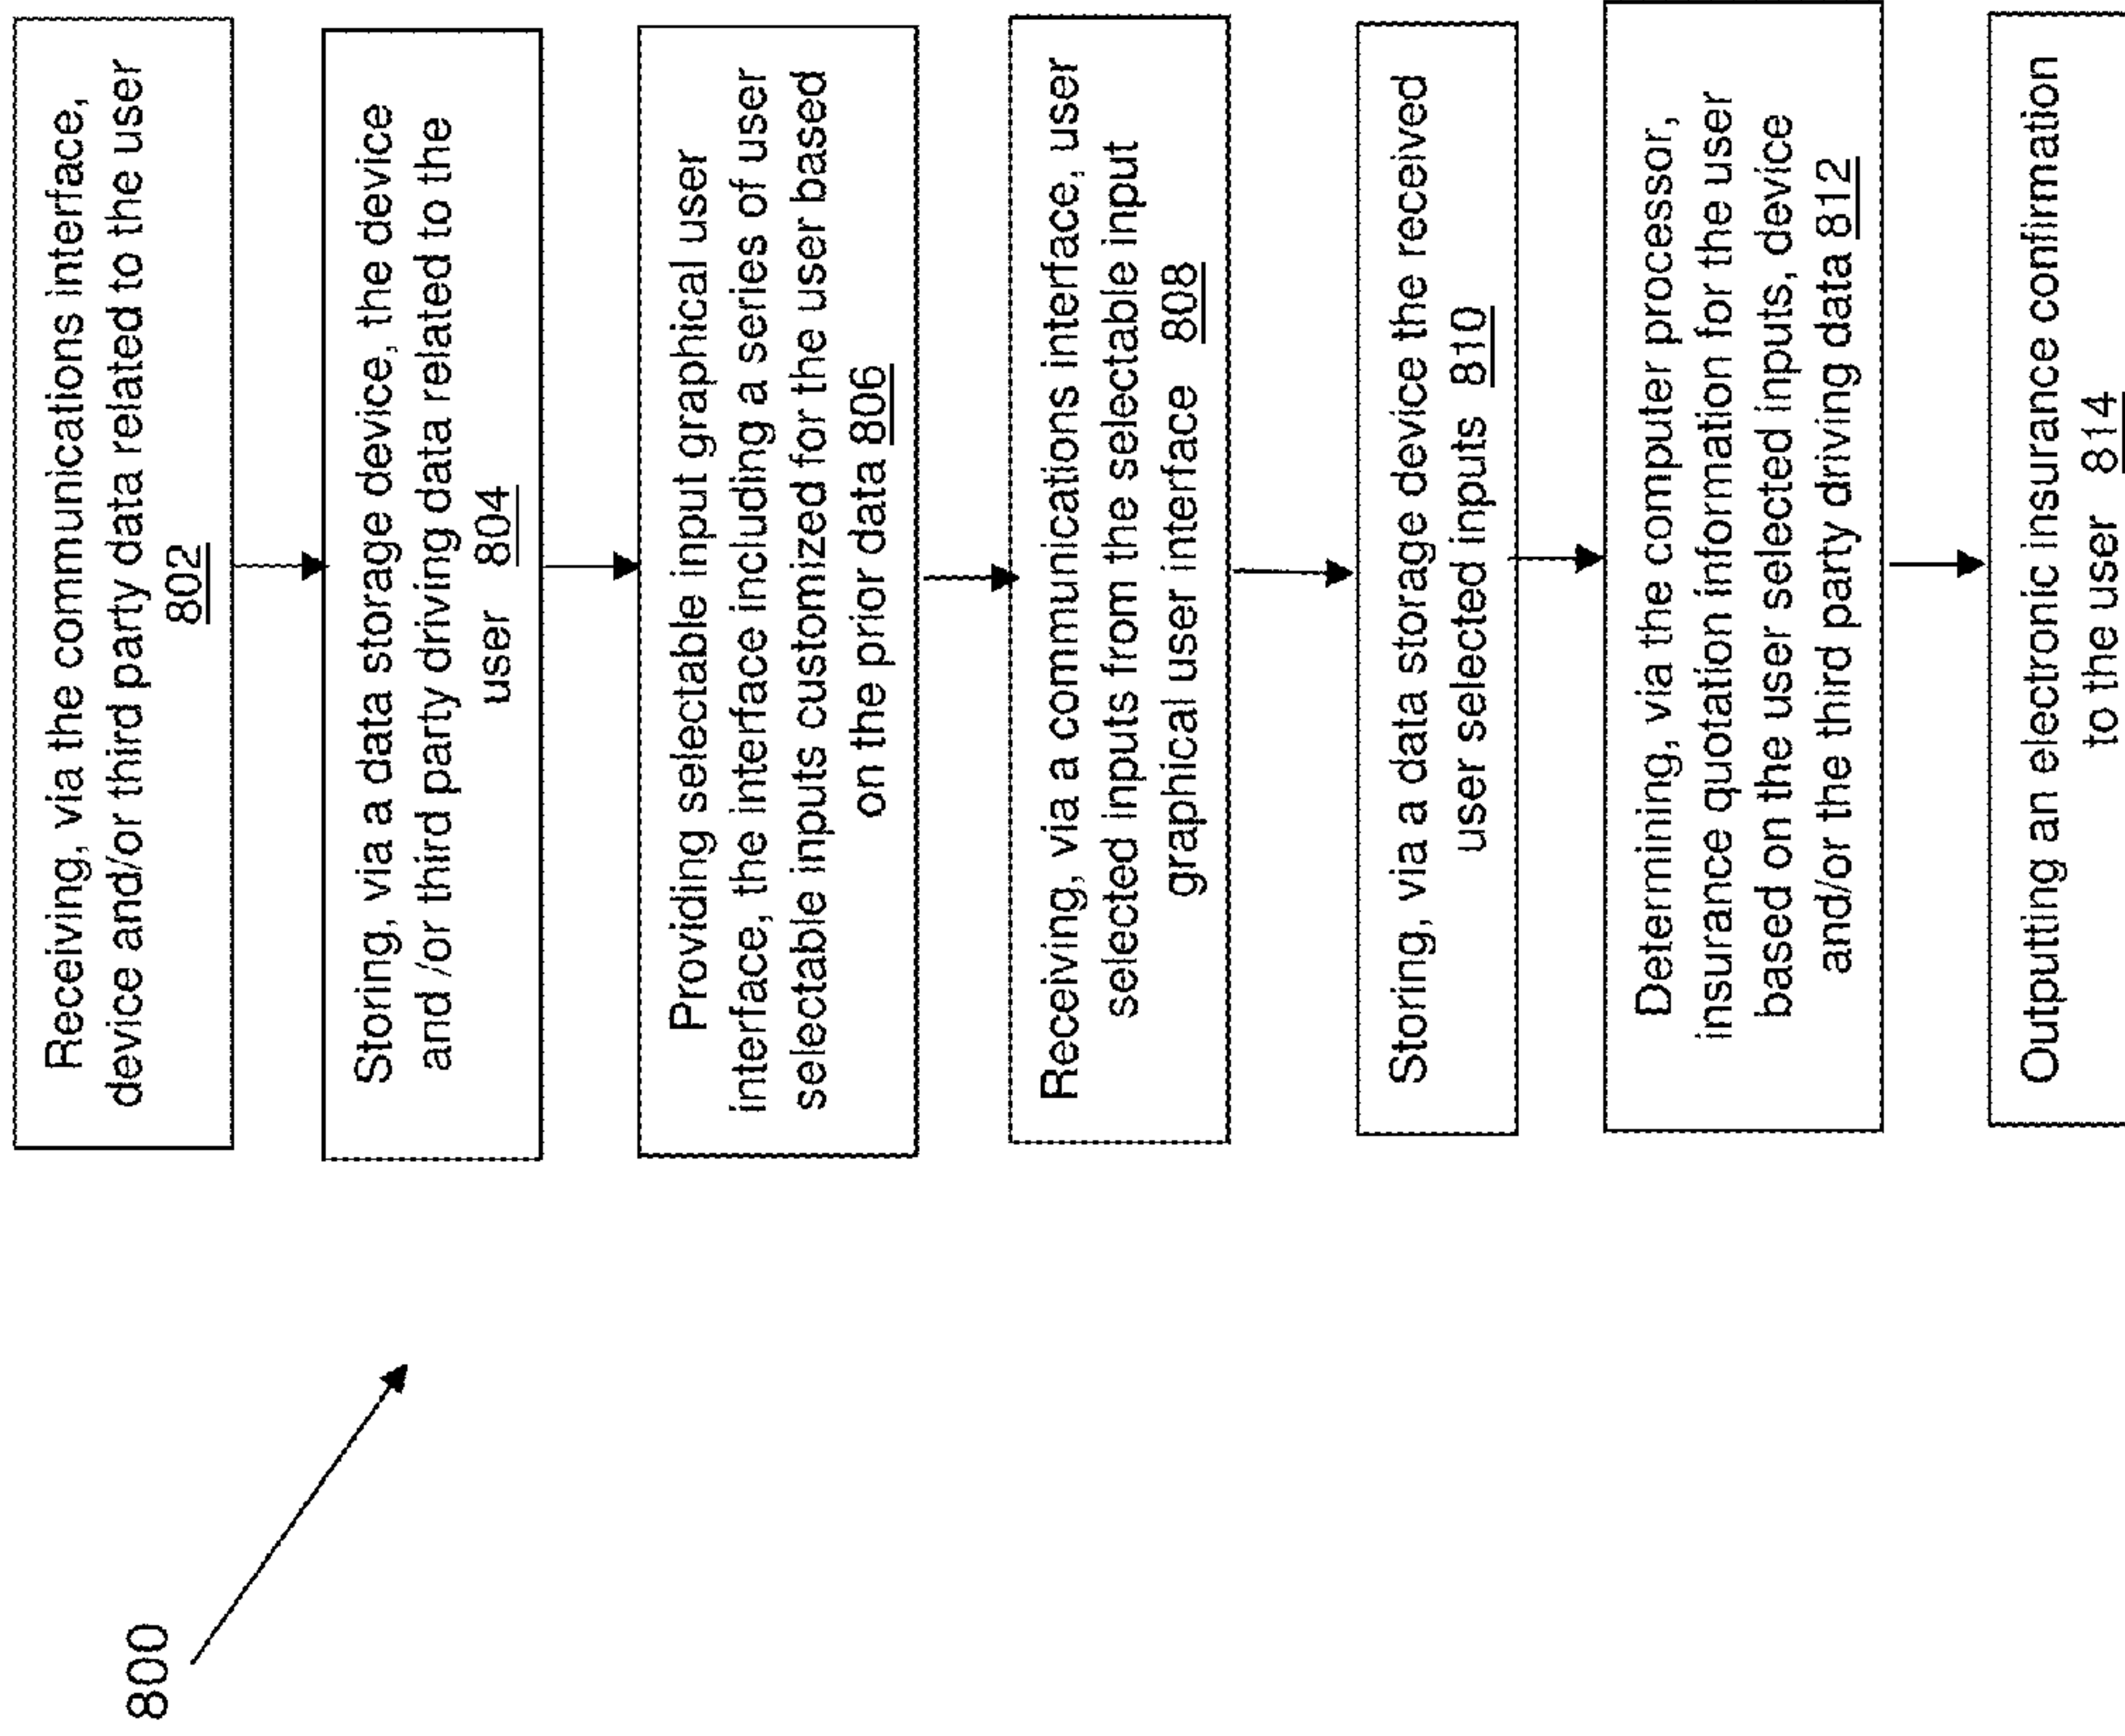 800
Receiving, via the communications interface,
device and/or third party data related to the user
802
Storing, via a data storage device, the device
and /or third party driving data related to the
user 804
Providing selectable input graphical user
interface, the interface including a series of user
selectable inputs customized for the user based
on the prior data 806
Receiving, via a communications interface, user
selected inputs from the selectable input
graphical user interface 808
Storing, via a data storage device the received
user selected inputs 810
Determining, via the computer processor,
insurance quotation information for the user
based on the user selected inputs, device
and/or the third party driving data 812
Outputting an electronic insurance confirmation
to the user 814